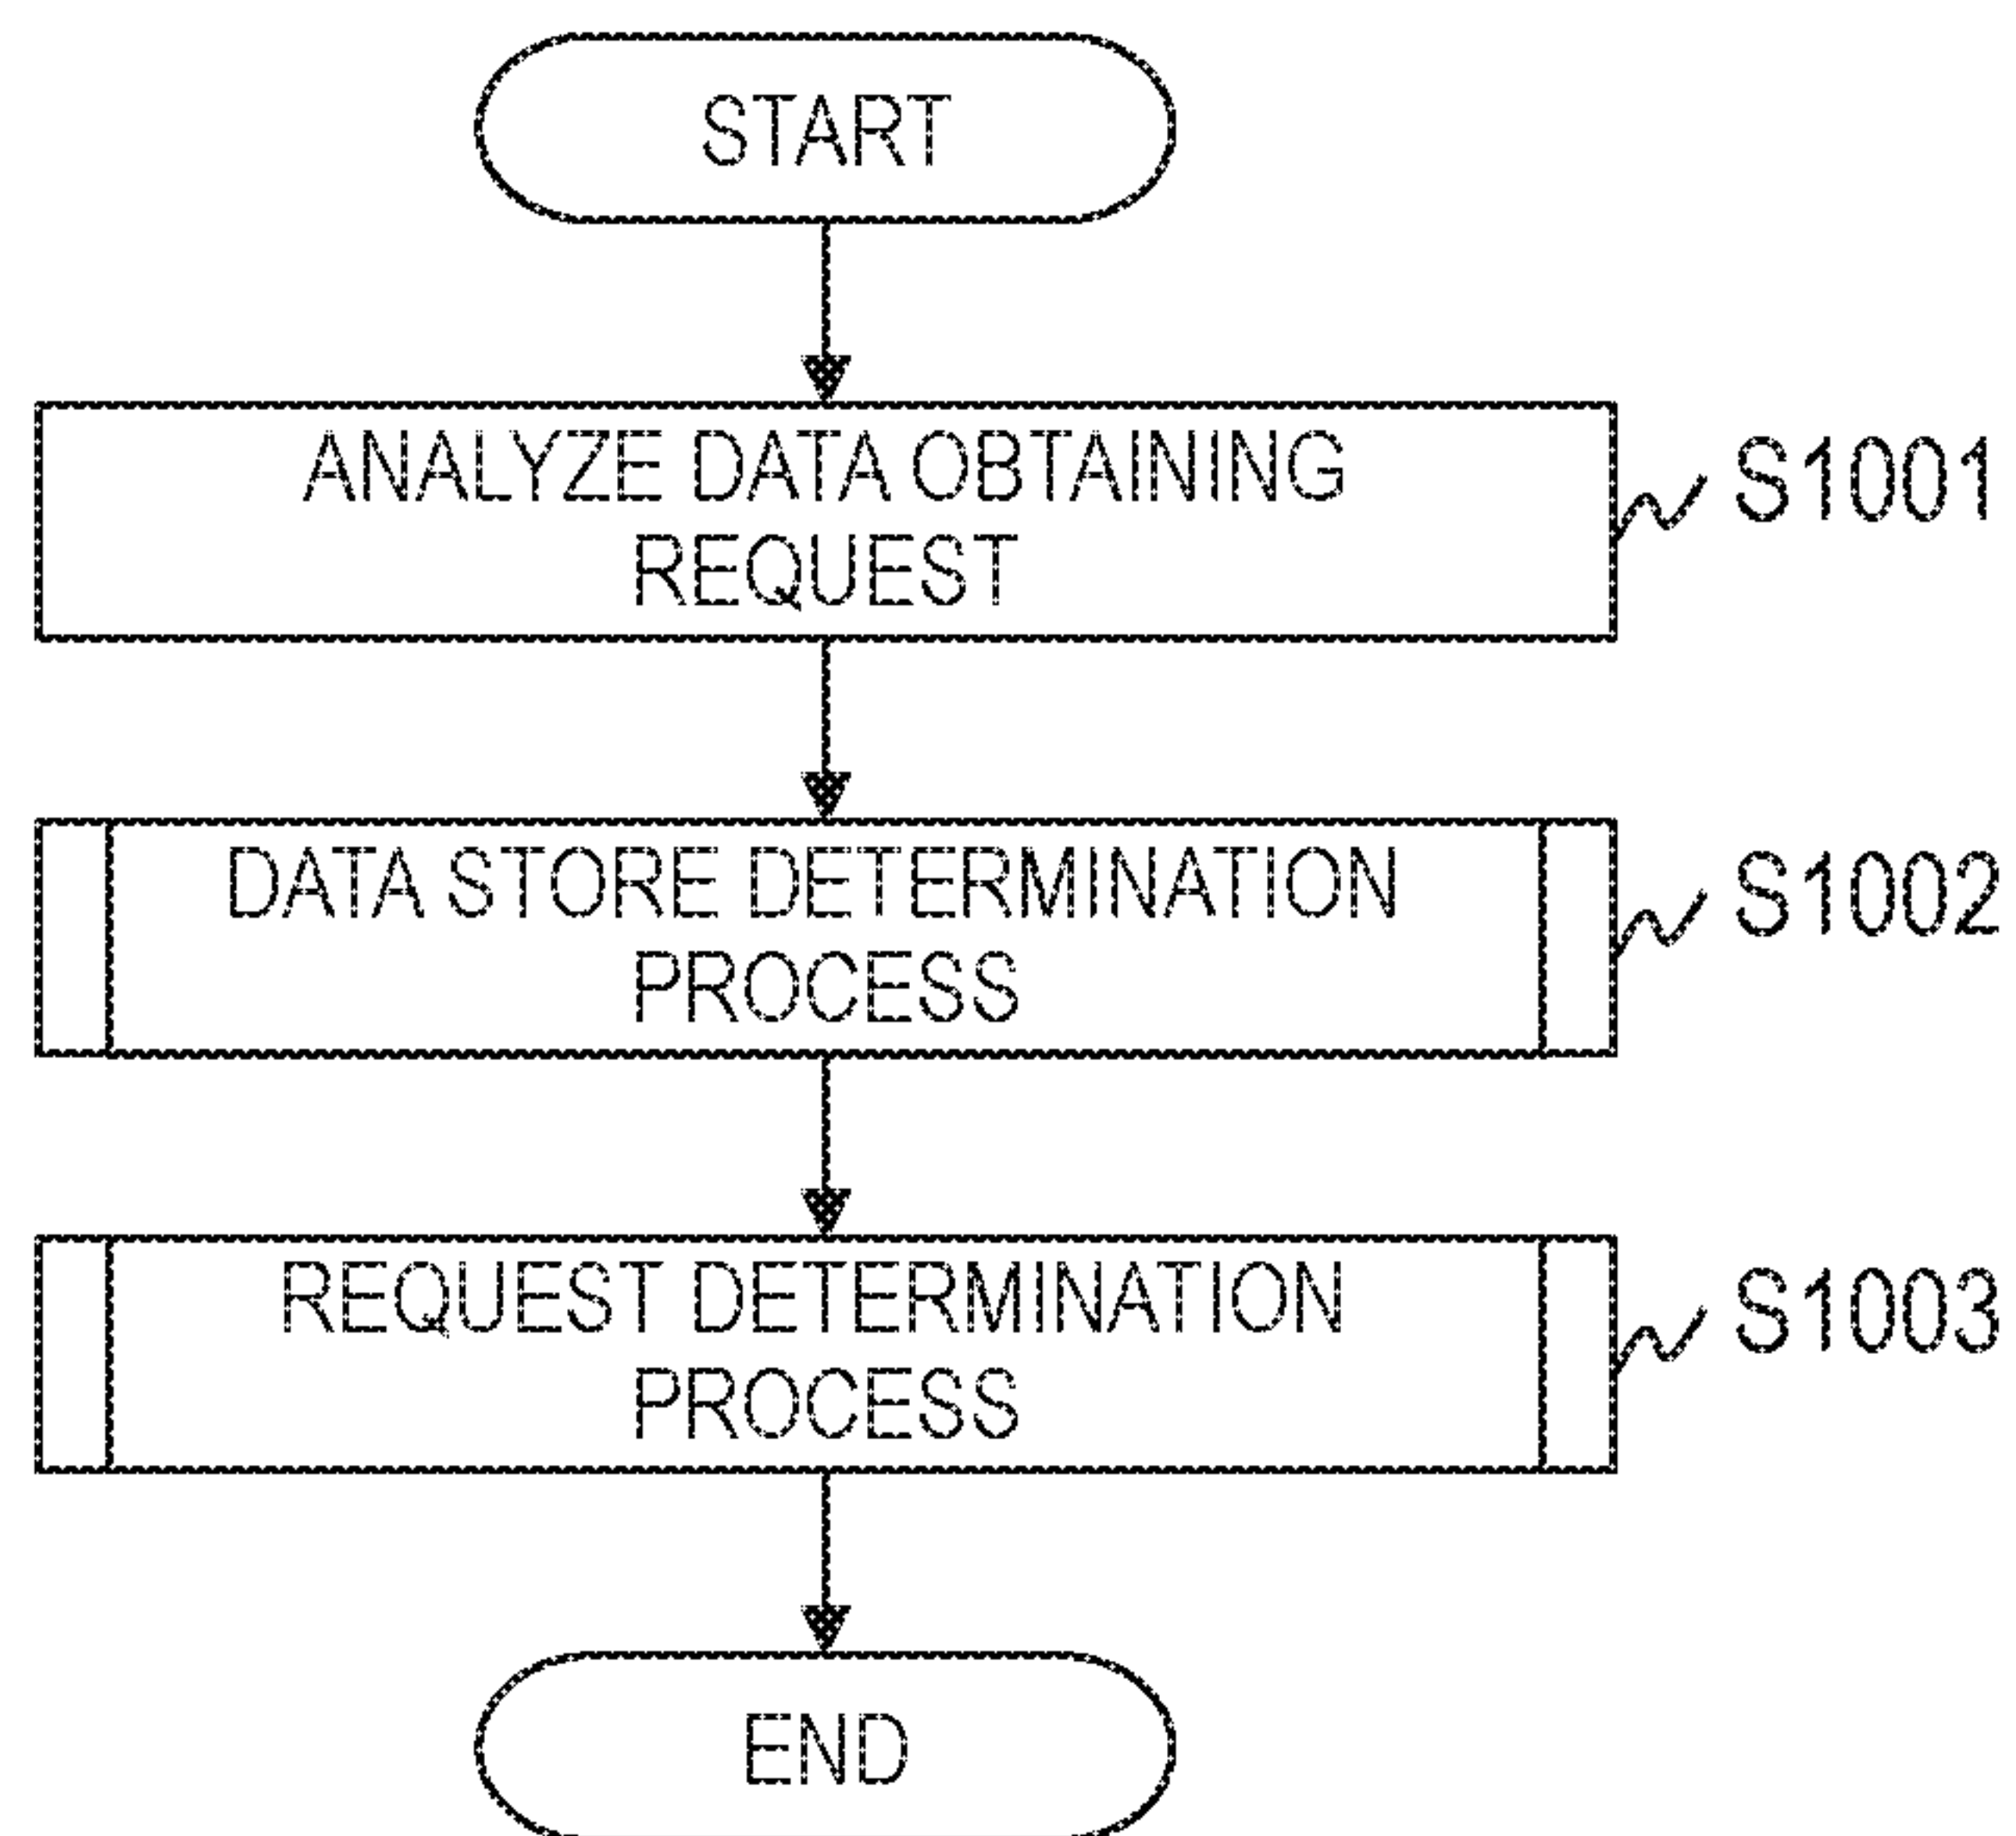 START
ANALYZE DATA OBTAINING
REQUEST
S1001
DATA STORE DETERMINATION
PROCESS
S1002
REQUEST DETERMINATION
PROCESS
S1003
END